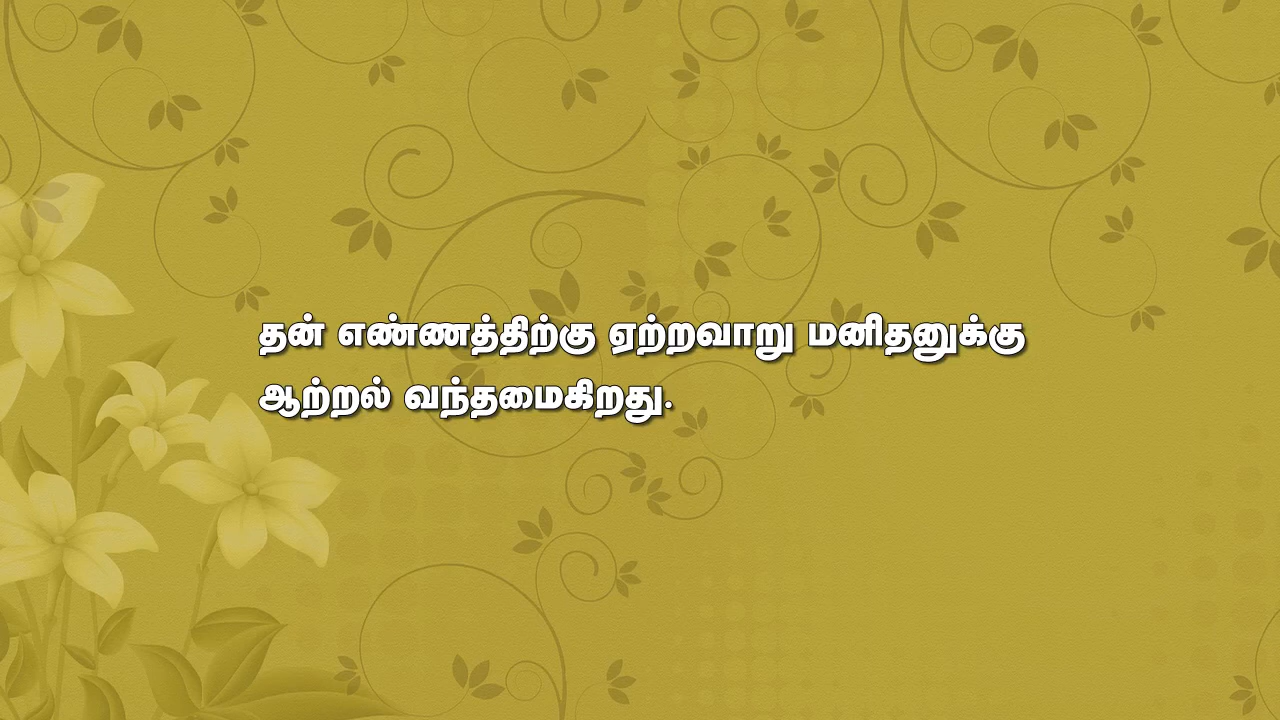 தன் எண்ணத்திற்கு ஏற்றவாறு மனிதனுக்கு
ஆற்றல் வந்தமைகிறது.